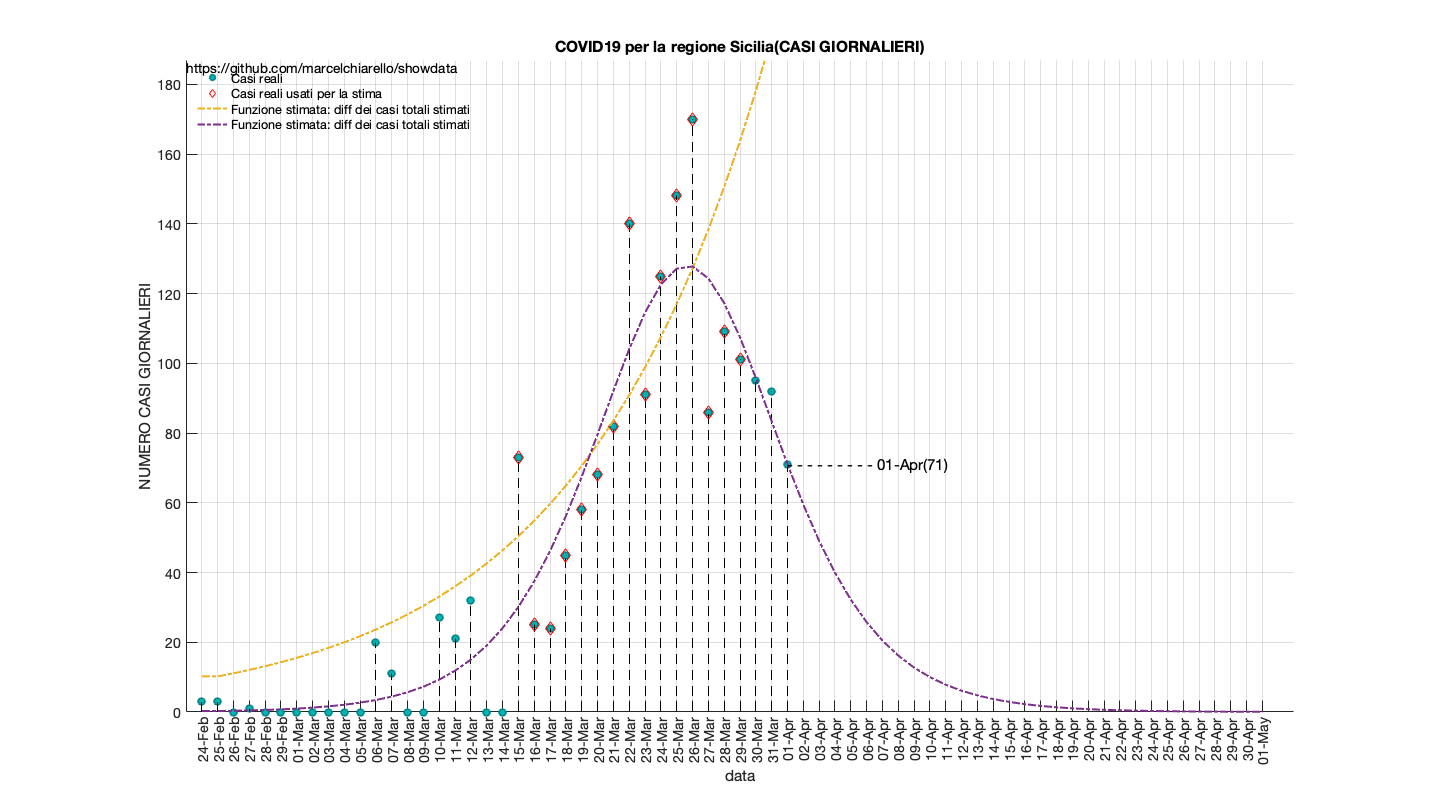 COVID19 per la regione Sicilia(CASI GIORNALIERI)
https://github.com/marcelchiarello/showdata
Casi reali
Casi reali usati per la stima
Funzione stimata: diff dei casi totali stimati
Funzione stimata: diff dei casi totali stimati
NUMERO CASI GIORNALIERI
180
160
140
120
100
80
60
40
20
0
01-Apr(71)
24-Feb
25-Feb
26-Feb
27-Feb
28-Feb
29-Feb
01-Mar
02-Mar
03-Mar
04-Mar
05-Mar
06-Mar
07-Mar
08-Mar
09-Mar
10-Mar
11-Mar
12-Mar
13-Mar
14-Mar
15-Mar
16-Mar
17-Mar
18-Mar
19-Mar
20-Mar
21-Mar
22-Mar
23-Mar
24-Mar
25-Mar
26-Mar
27-Mar
28-Mar
29-Mar
30-Mar
31-Mar
01-Apr
02-Apr
03-Apr
04-Apr
05-Apr
06-Apr
07-Apr
08-Apr
09-Apr
10-Apr
11-Apr
12-Apr
13-Apr
14-Apr
15-Apr
16-Apr
17-Apr
18-Apr
19-Apr
20-Apr
21-Apr
22-Apr
23-Apr
24-Apr
25-Apr
26-Apr
27-Apr
28-Apr
29-Apr
30-Apr
01-May
data